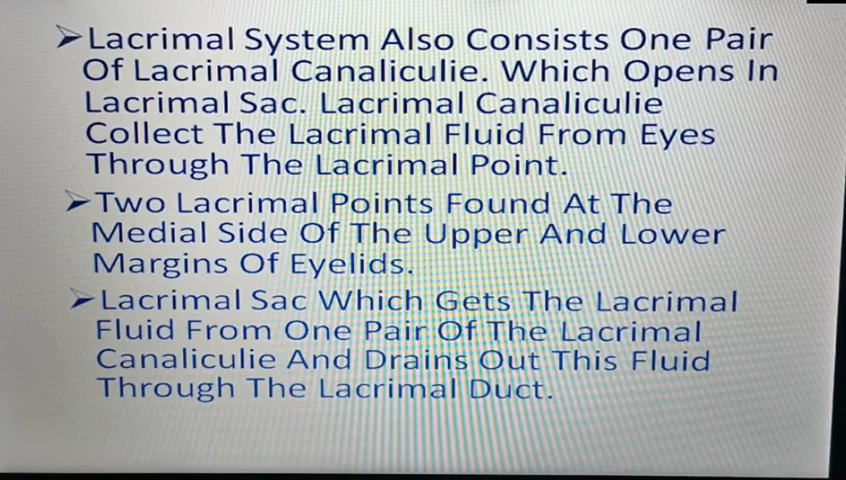 ➢Lacrimal System Also Consists One Pair
Of Lacrimal Canaliculie. Which Opens In
Lacrimal Sac. Lacrimal Canaliculie
Collect The Lacrimal Fluid From Eyes
Through The Lacrimal Point.
➢Two Lacrimal Points Found At The
Medial Side Of The Upper And Lower
Margins Of Eyelids.
➢Lacrimal Sac Which Gets The Lacrimal
Fluid From One Pair Of The Lacrimal
Canaliculie And Drains Out This Fluid
Through The Lacrimal Duct.